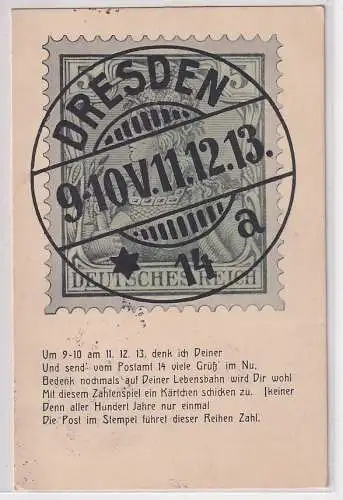 DRESDEN
9-10V.11.12.13.
* 14 a
DEUTSCHES REICH
Um 9-10 am 11. 12. 13. denk ich Deiner
Und send' vom Postamt 14 viele Grüß' im Nu,
Bedenk nochmals auf Deiner Lebensbahn wird Dir wohl
Mit diesem Zahlenspiel ein Kärtchen schicken zu. [keiner
Denn aller Hundert Jahre nur einmal
Die Post im Stempel führet dieser Reihen Zahl.